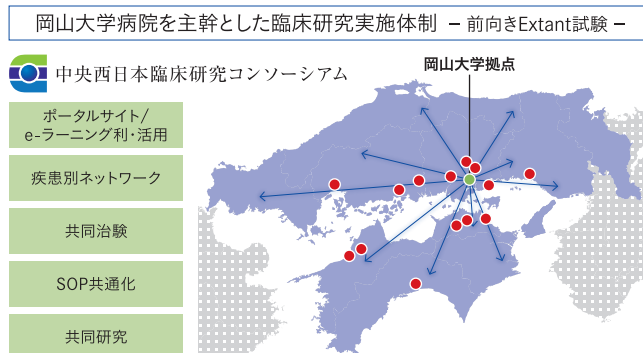 岡山大学病院を主幹とした臨床研究実施体制 － 前向きExtant試験 －
中央西日本臨床研究コンソーシアム
岡山大学拠点
ポータルサイト/
e-ラーニング利・活用
疾患別ネットワーク
共同治験
SOP共通化
共同研究